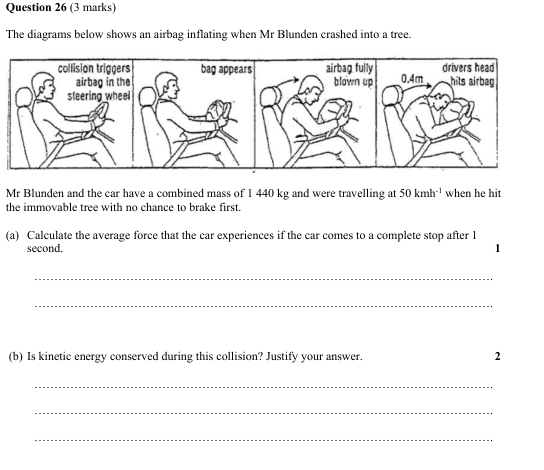 Question 26 (3 marks)
The diagrams below shows an airbag inflating when Mr Blunden crashed into a tree.
collision triggers
airbag in the
steering wheel
bag appears
airbag fully
blown up
drivers head
0.4m
hits airbag
Mr Blunden and the car have a combined mass of 1 440 kg and were travelling at 50 kmh⁻¹ when he hit
the immovable tree with no chance to brake first.
(a) Calculate the average force that the car experiences if the car comes to a complete stop after 1
second. 1
(b) Is kinetic energy conserved during this collision? Justify your answer. 2